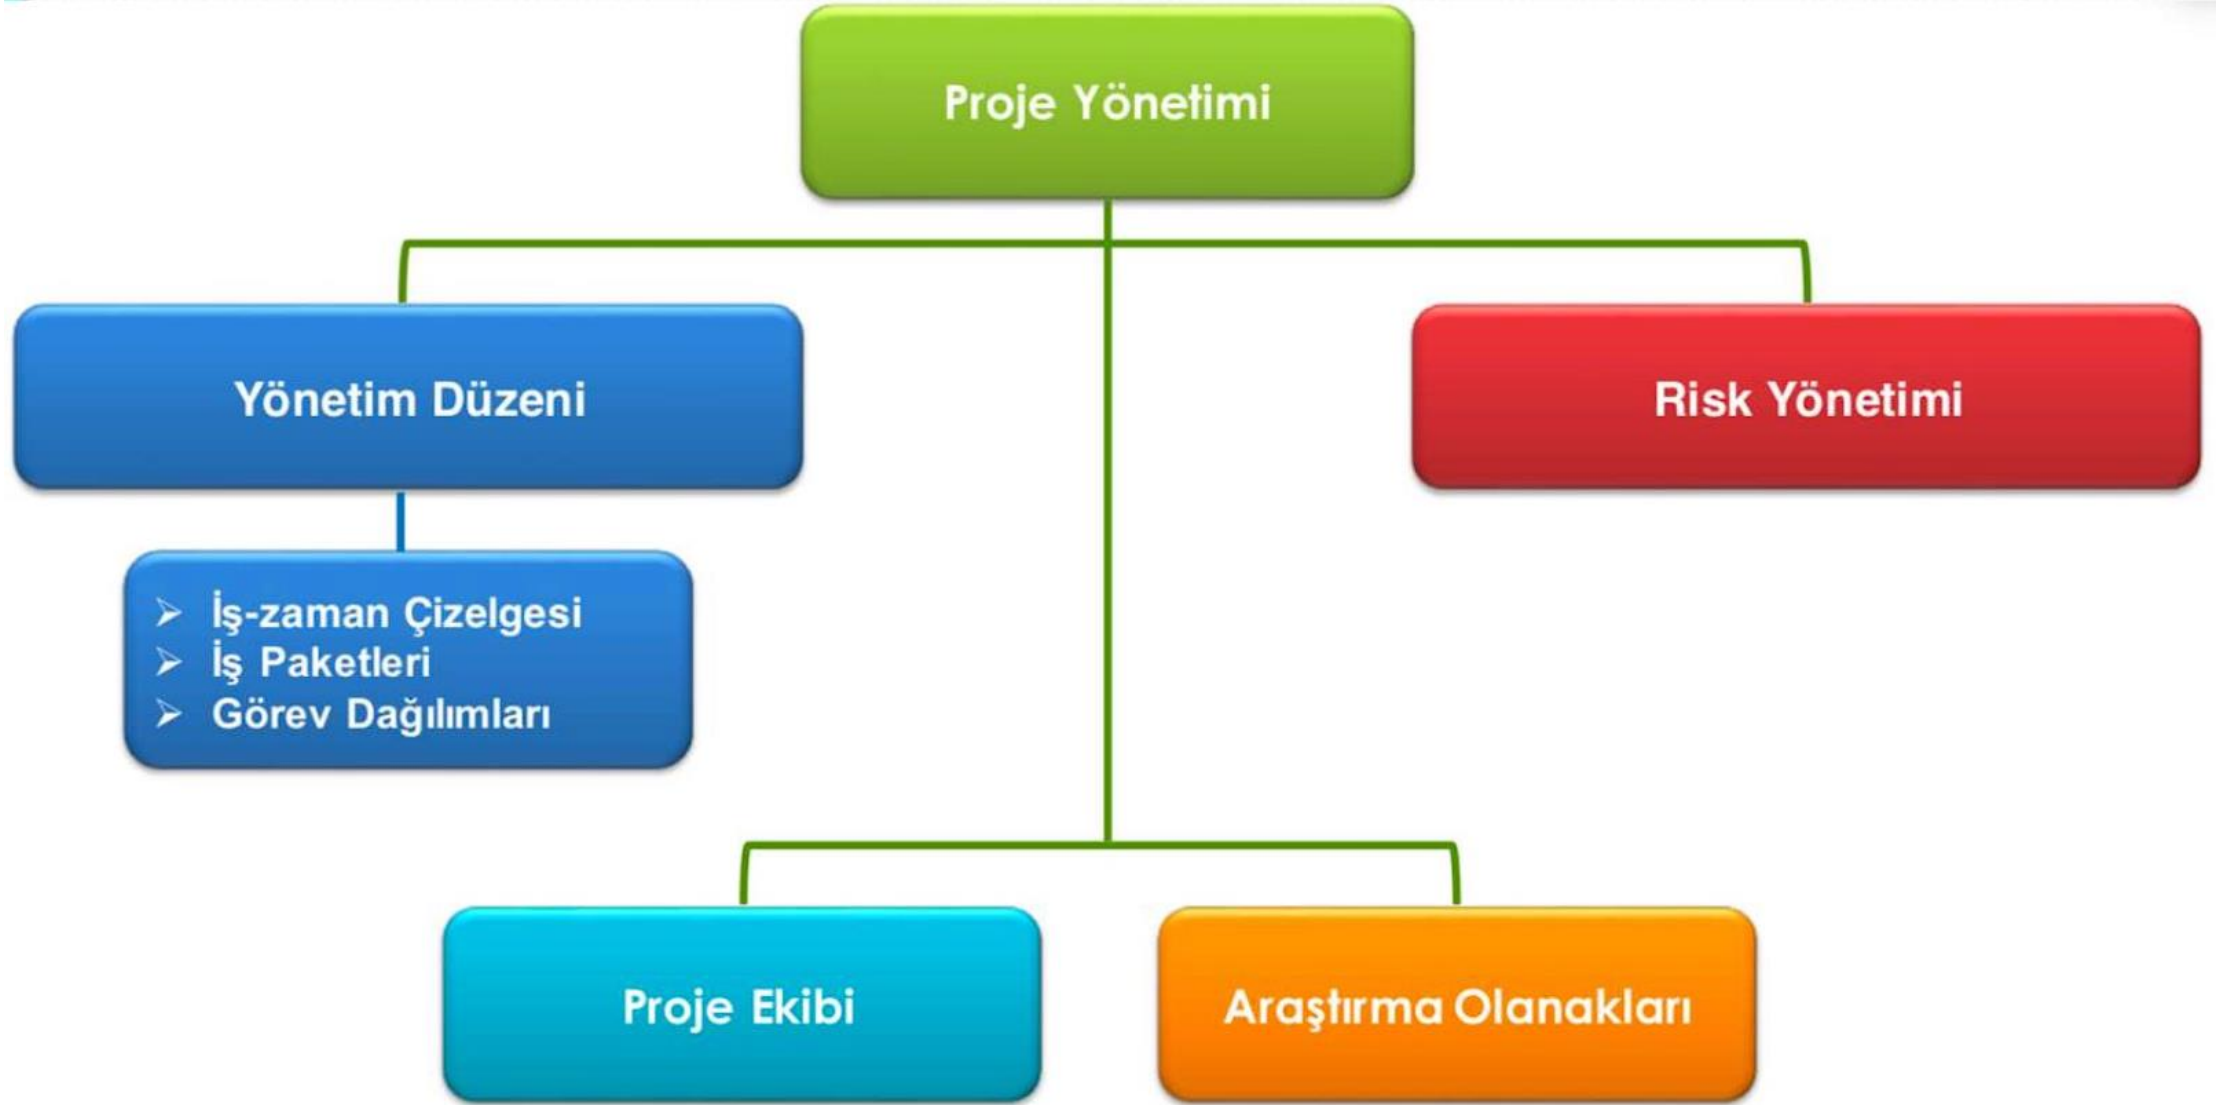 Proje Yönetimi
Yönetim Düzeni
Risk Yönetimi
➢ İş-zaman Çizelgesi
➢ İş Paketleri
➢ Görev Dağılımları
Proje Ekibi
Araştırma Olanakları